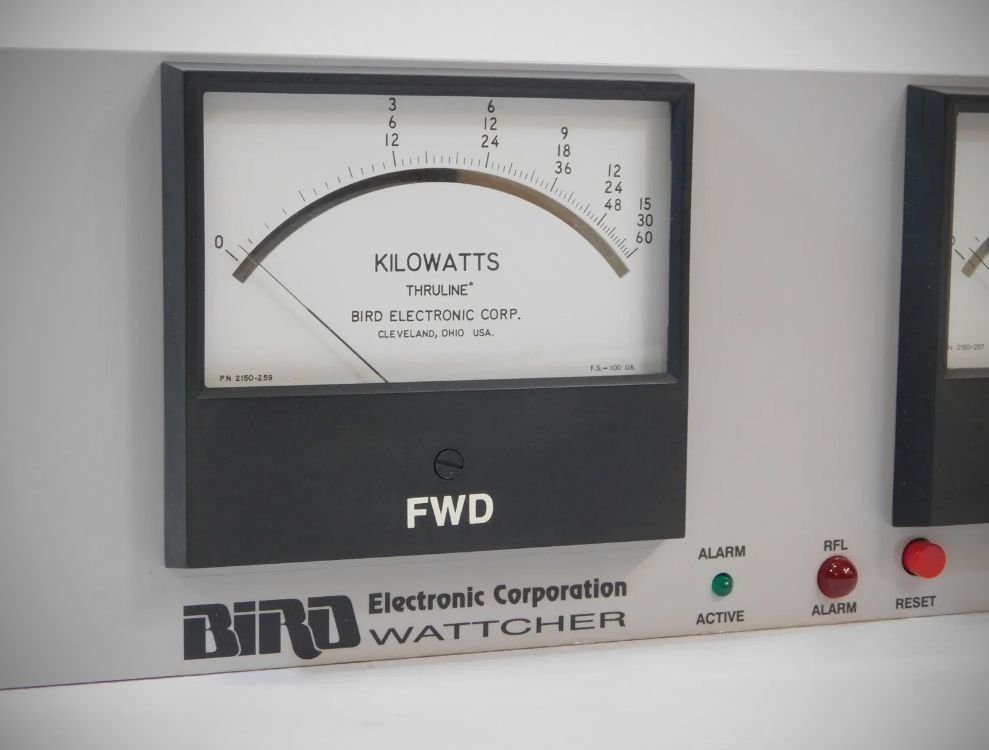 3 6 9 12 15
6 12 18 24 30
0 12 24 36 48 60
KILOWATTS
THRULINE®
BIRD ELECTRONIC CORP.
CLEVELAND, OHIO USA.
PN 2150-259
F.S.=100 UA.
FWD
BIRD Electronic Corporation
WATTCHER
ALARM
ACTIVE
RFL
ALARM
RESET
N 2150-257